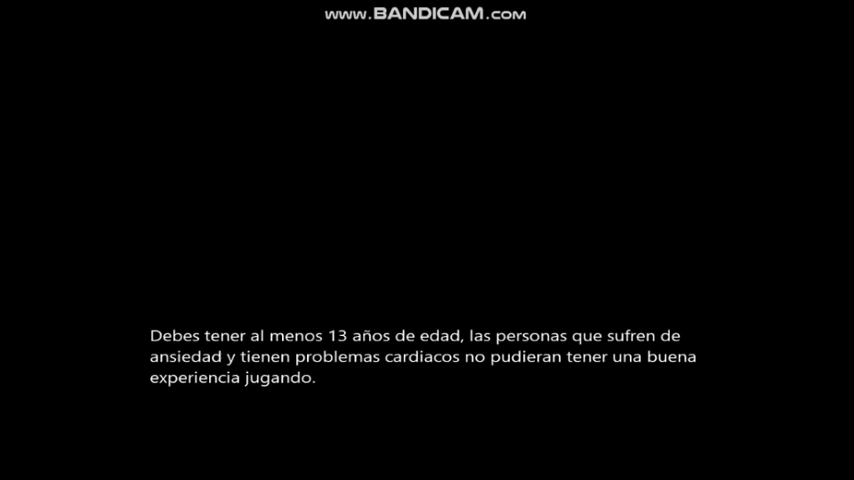 www.BANDICAM.com
Debes tener al menos 13 años de edad, las personas que sufren de
ansiedad y tienen problemas cardiacos no pudieran tener una buena
experiencia jugando.